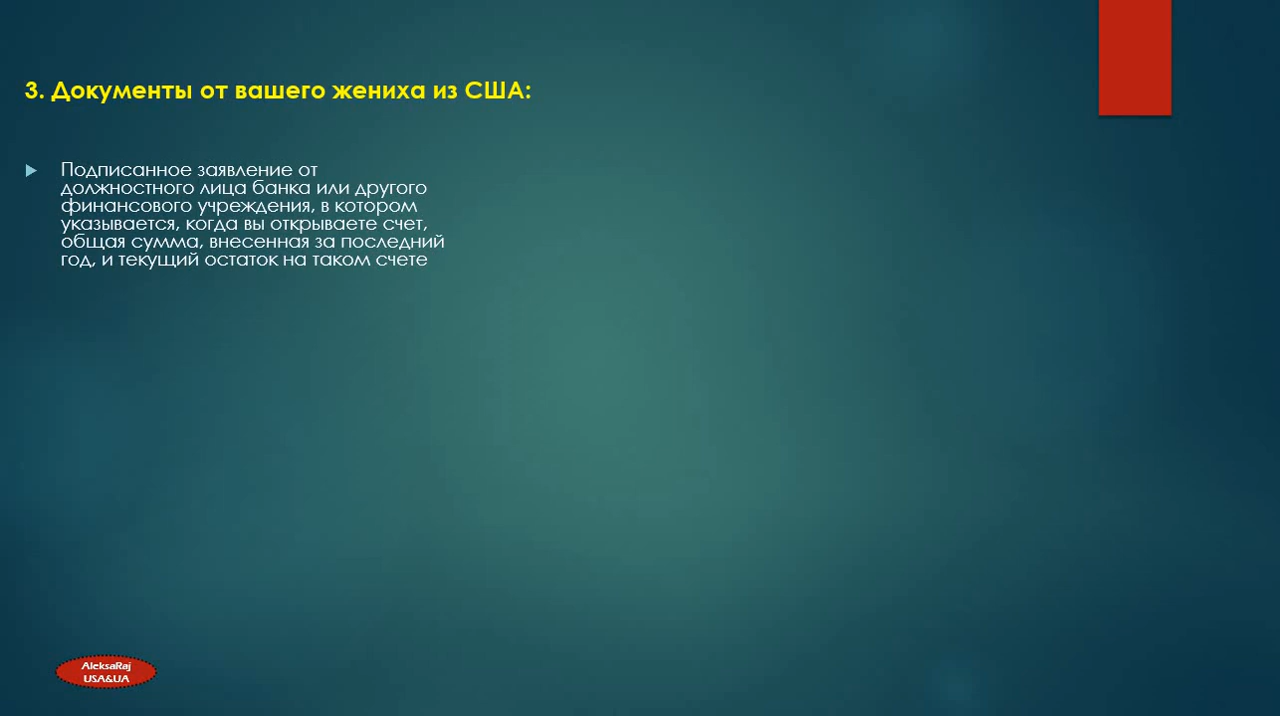 3. Документы от вашего жениха из США:
Подписанное заявление от
должностного лица банка или другого
финансового учреждения, в котором
указывается, когда вы открываете счет,
общая сумма, внесенная за последний
год, и текущий остаток на таком счете
AleksaRaj
USA&UA